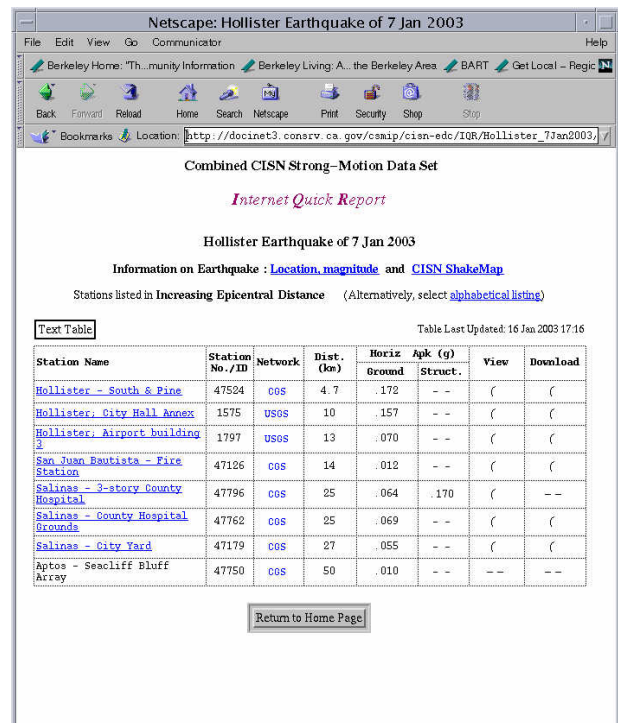 Netscape: Hollister Earthquake of 7 Jan 2003
File Edit View Go Communicator Help
Berkeley Home: "Th...munity Information Berkeley Living: A... the Berkeley Area BART Get Local – Regic N
Back Forward Reload Home Search Netscape Print Security Shop Stop
Bookmarks Location: http://docinet3.consrv.ca.gov/csmip/cisn-edc/IQR/Hollister_7Jan2003/
Combined CISN Strong–Motion Data Set
Internet Quick Report
Hollister Earthquake of 7 Jan 2003
Information on Earthquake : Location, magnitude and CISN ShakeMap
Stations listed in Increasing Epicentral Distance (Alternatively, select alphabetical listing)
Text Table Table Last Updated: 16 Jan 2003 17:16
Station Name Station No./ID Network Dist. (km) Horiz Apk (g) Ground Struct. View Download
Hollister – South & Pine 47524 CGS 4.7 .172 – – ( (
Hollister; City Hall Annex 1575 USGS 10 .157 – – ( (
Hollister; Airport building 3 1797 USGS 13 .070 – – ( (
San Juan Bautista – Fire Station 47126 CGS 14 .012 – – ( (
Salinas – 3-story County Hospital 47796 CGS 25 .064 .170 ( – –
Salinas – County Hospital Grounds 47762 CGS 25 .069 – – ( (
Salinas – City Yard 47179 CGS 27 .055 – – ( (
Aptos – Seacliff Bluff Array 47750 CGS 50 .010 – – – – – –
Return to Home Page